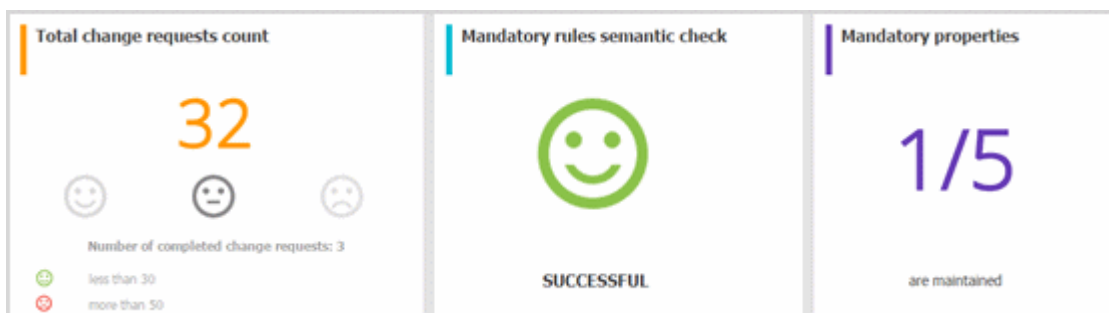 Total change requests count
32
Number of completed change requests: 3
less than 30
more than 50
Mandatory rules semantic check
SUCCESSFUL
Mandatory properties
1/5
are maintained